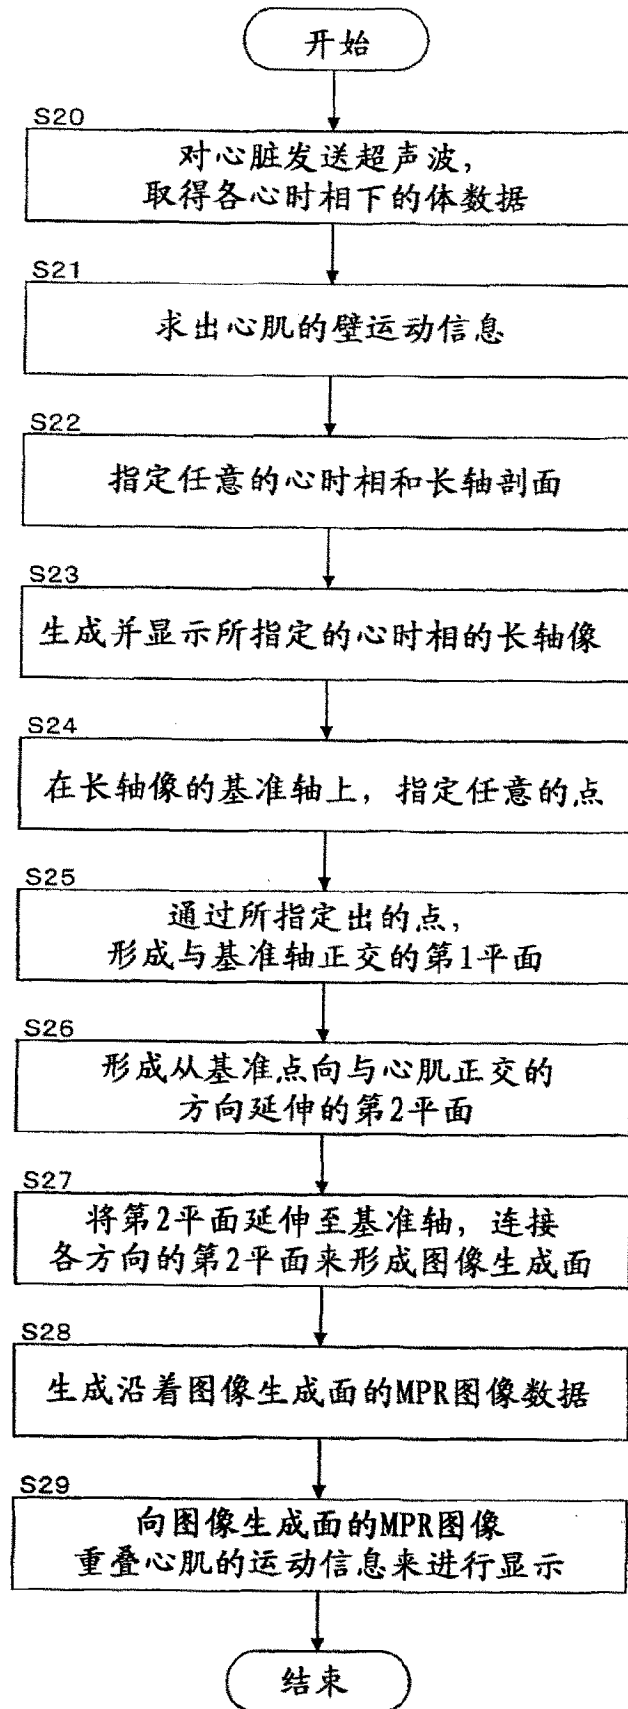 开始
S20
对心脏发送超声波，
取得各心时相下的体数据
S21
求出心肌的壁运动信息
S22
指定任意的心时相和长轴剖面
S23
生成并显示所指定的心时相的长轴像
S24
在长轴像的基准轴上，指定任意的点
S25
通过所指定出的点，
形成与基准轴正交的第1平面
S26
形成从基准点向与心肌正交的
方向延伸的第2平面
S27
将第2平面延伸至基准轴，连接
各方向的第2平面来形成图像生成面
S28
生成沿着图像生成面的MPR图像数据
S29
向图像生成面的MPR图像
重叠心肌的运动信息来进行显示
结束